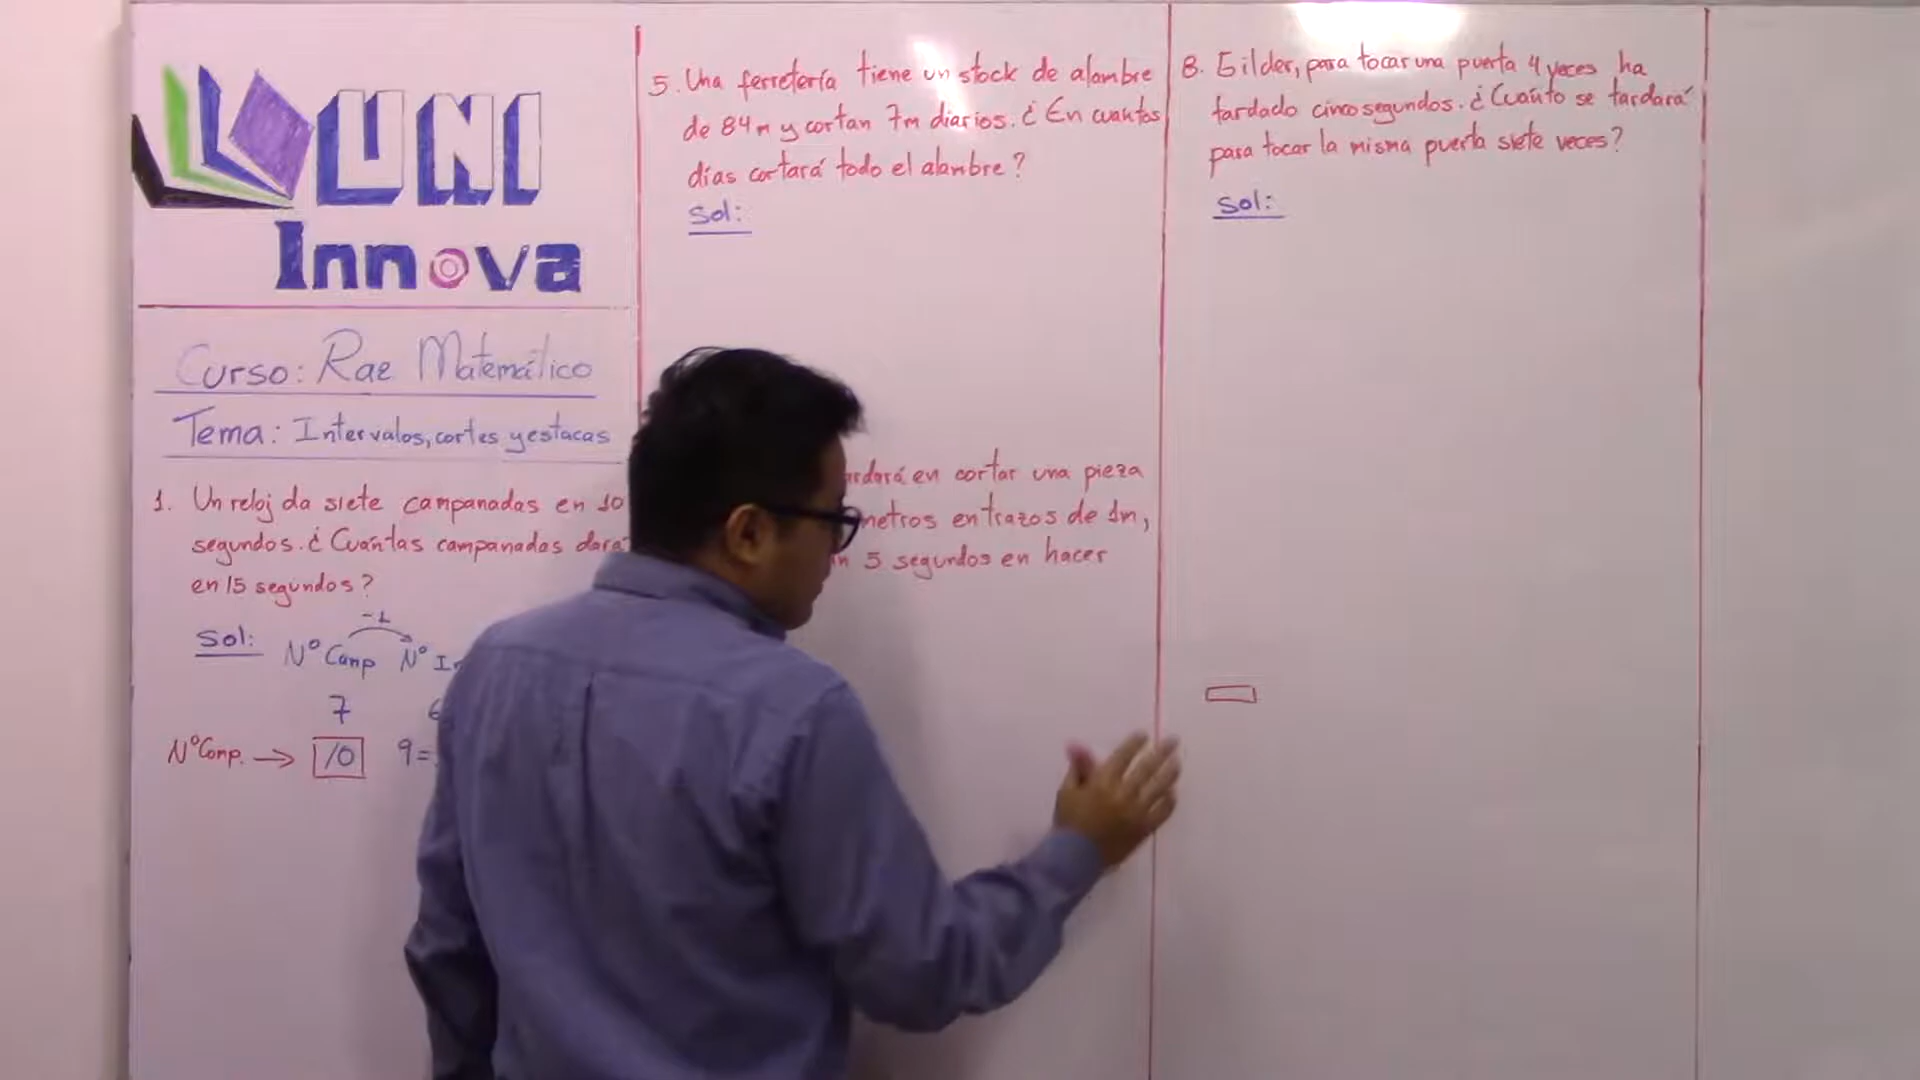 UNI
Innova
Curso: Raz Matemático
Tema: Intervalos, cortes y estacas
1. Un reloj da siete campanadas en 10
segundos. ¿Cuántas campanadas dará
en 15 segundos?
Sol:
-1
N° Camp N°
7 6
N°Camp. → 10 9=
5. Una ferretería tiene un stock de alambre
de 84m y cortan 7m diarios. ¿En cuantos
días cortará todo el alambre?
Sol:
en cortar una pieza
metros en trazos de 1m,
5 segundos en hacer
8. Gilder, para tocar una puerta 4 veces ha
tardado cinco segundos. ¿Cuánto se tardará
para tocar la misma puerta siete veces?
Sol: